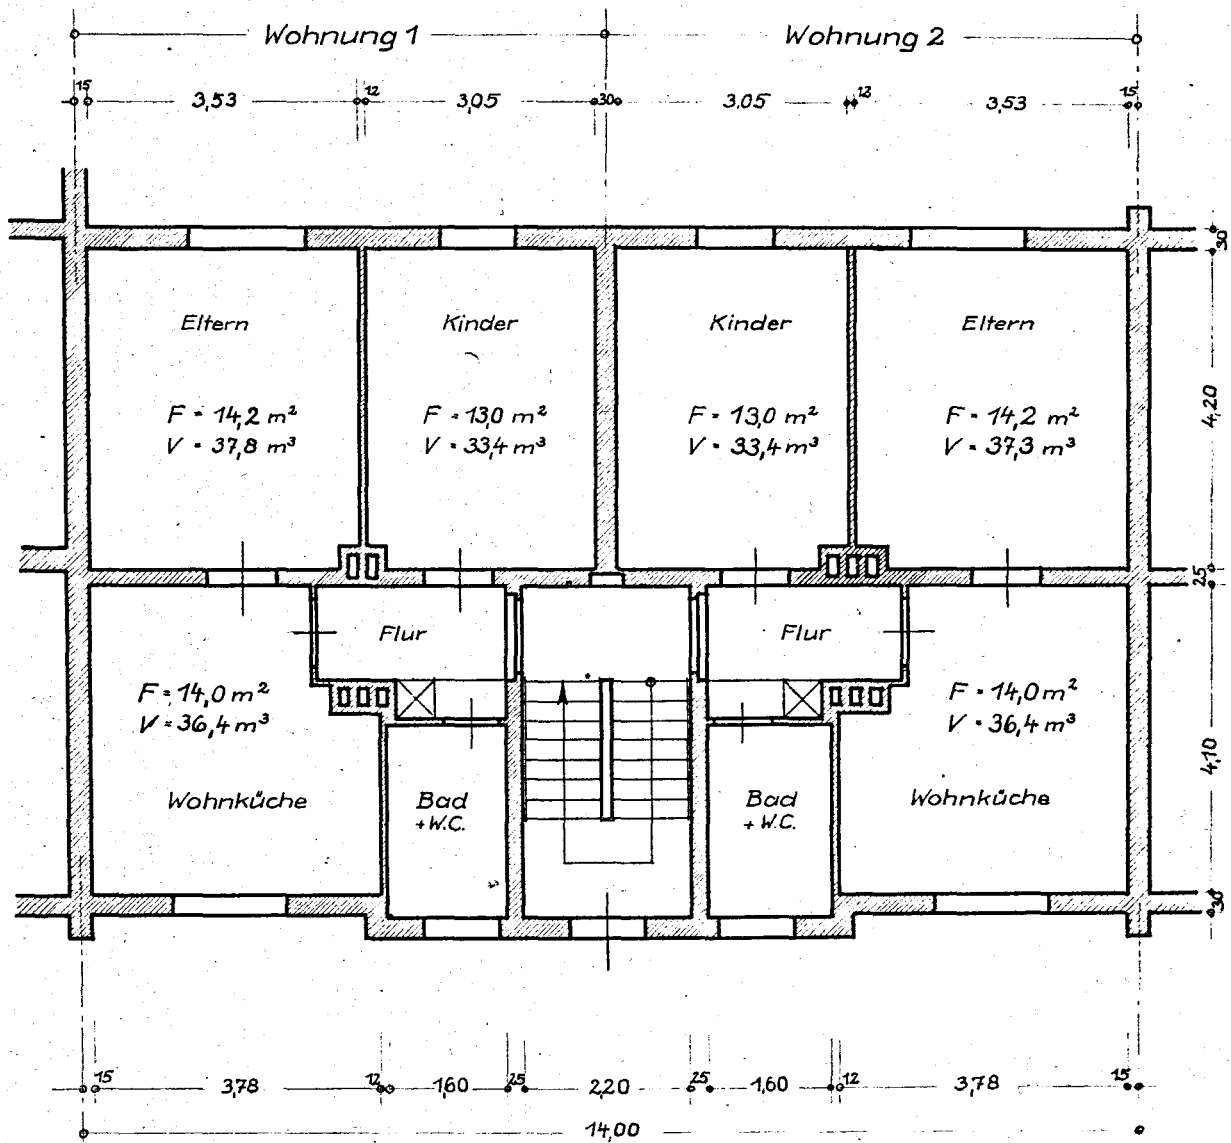 Wohnung 1 Wohnung 2
15 3,53 12 3,05 30 3,05 12 3,53 15
30
Eltern Kinder Kinder Eltern
F = 14,2 m² F = 13,0 m² F = 13,0 m² F = 14,2 m²
V = 37,8 m³ V = 33,4 m³ V = 33,4 m³ V = 37,3 m³
4,20
25
Flur Flur
F = 14,0 m² F = 14,0 m²
V = 36,4 m³ V = 36,4 m³
4,10
Wohnküche Bad Bad Wohnküche
+ W.C. + W.C.
30
15 3,78 12 1,60 25 2,20 25 1,60 12 3,78 15
14,00